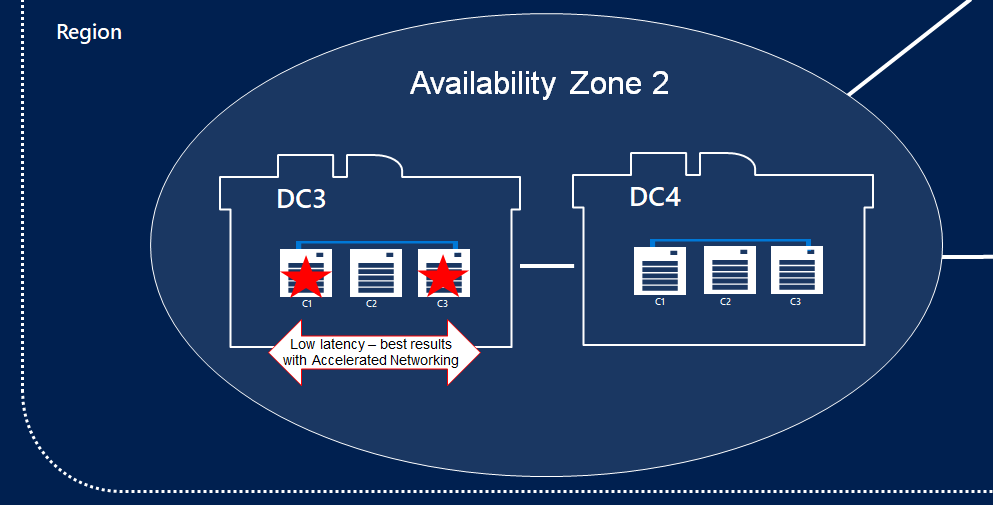 Region
Availability Zone 2
DC3
DC4
C1
C2
C3
C1
C2
C3
Low latency – best results
with Accelerated Networking